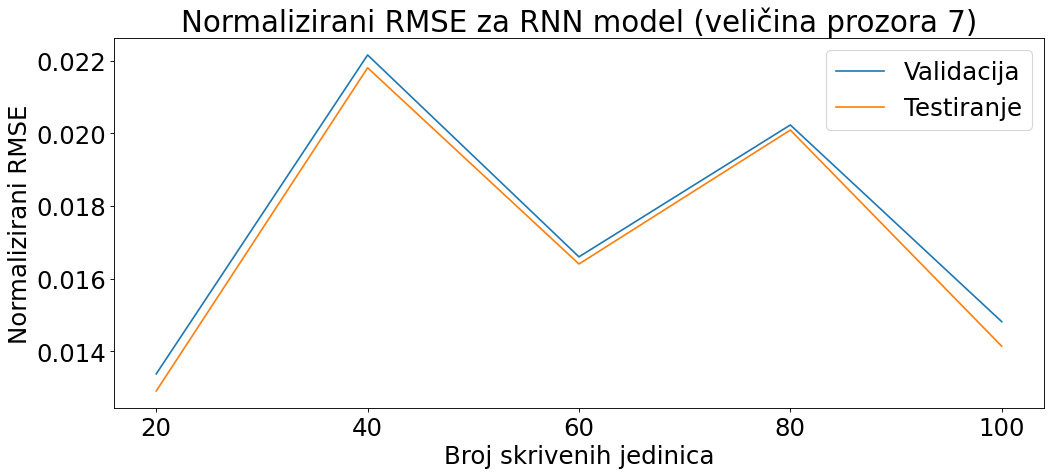 Normalizirani RMSE za RNN model (veličina prozora 7)
Validacija
Testiranje
Normalizirani RMSE
0.022
0.020
0.018
0.016
0.014
20 40 60 80 100
Broj skrivenih jedinica